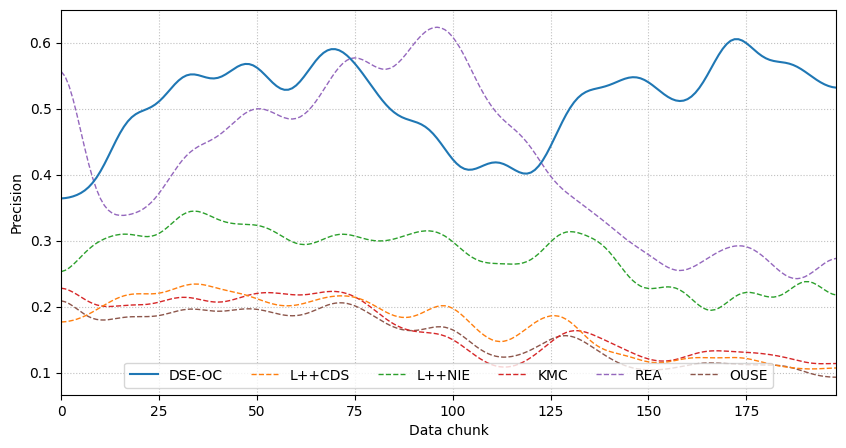 0.6
0.5
0.4
0.3
0.2
0.1
Precision
DSE-OC L++CDS L++NIE KMC REA OUSE
0 25 50 75 100 125 150 175
Data chunk